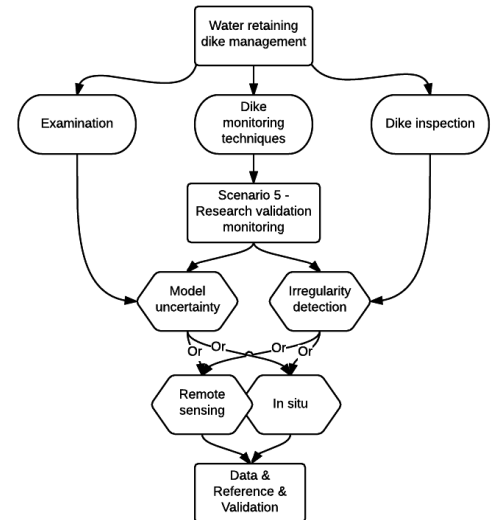 Water retaining
dike management
Examination
Dike
monitoring
techniques
Dike inspection
Scenario 5 -
Research validation
monitoring
Model
uncertainty
Irregularity
detection
Or
Or
Or
Or
Remote
sensing
In situ
Data &
Reference &
Validation